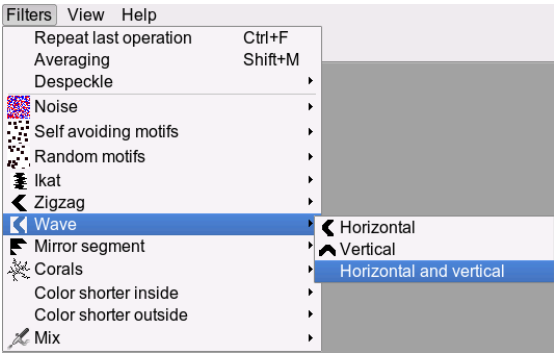 Filters View Help
Repeat last operation Ctrl+F
Averaging Shift+M
Despeckle
Noise
Self avoiding motifs
Random motifs
Ikat
Zigzag
Wave
Horizontal
Mirror segment
Vertical
Corals
Horizontal and vertical
Color shorter inside
Color shorter outside
Mix